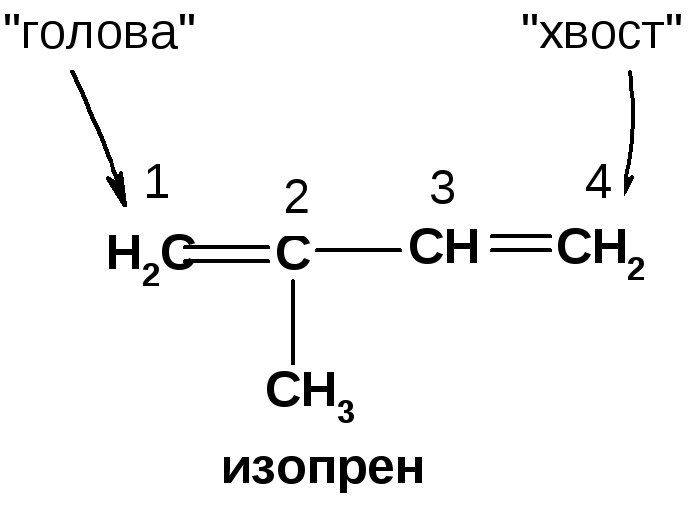 "голова" "хвост"
1 2 3 4
H₂C C CH CH₂
CH₃
изопрен